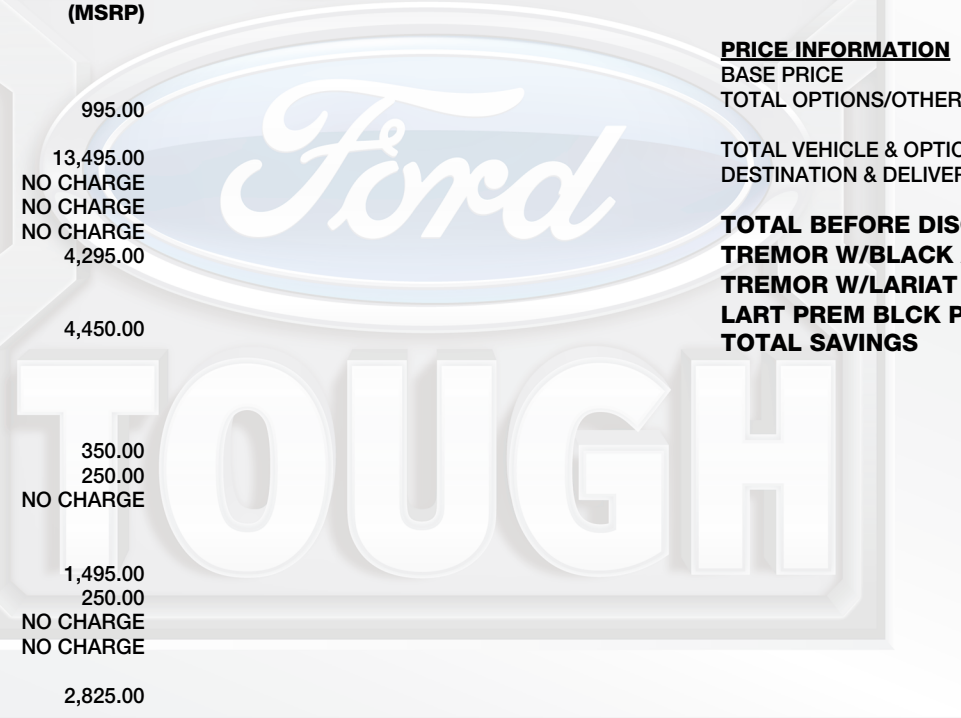 (MSRP)
995.00
13,495.00
NO CHARGE
NO CHARGE
NO CHARGE
4,295.00
4,450.00
350.00
250.00
NO CHARGE
1,495.00
250.00
NO CHARGE
NO CHARGE
2,825.00
PRICE INFORMATION
BASE PRICE
TOTAL OPTIONS/OTHER
TOTAL VEHICLE & OPTIO
DESTINATION & DELIVER
TOTAL BEFORE DIS
TREMOR W/BLACK
TREMOR W/LARIAT
LART PREM BLCK P
TOTAL SAVINGS
Ford
TOUGH